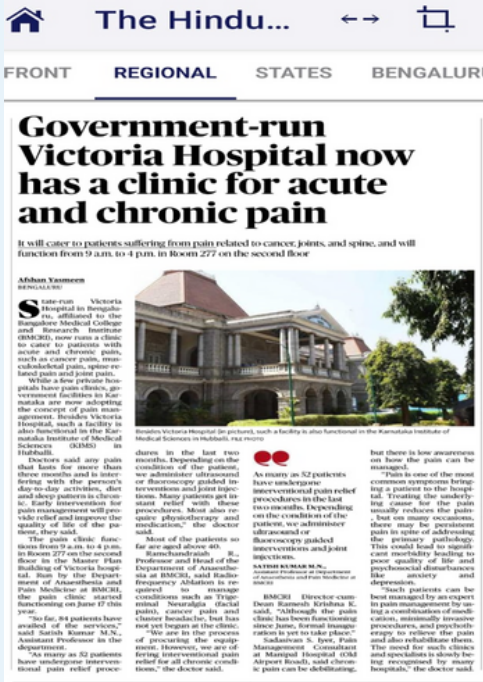 The Hindu...
FRONT
REGIONAL
STATES
BENGALUR
Government-run
Victoria Hospital now
has a clinic for acute
and chronic pain
It will cater to patients suffering from pain related to cancer, joints, and spine, and will
function from 9 a.m. to 4 p.m. in Room 277 on the second floor
Afshan Yasmeen
BENGALURU
State-run Victoria
Hospital in Bengalu-
ru, affiliated to the
Bangalore Medical College
and Research Institute
(BMCRI), now runs a clinic
to cater to patients with
acute and chronic pain,
such as cancer pain, mus-
culoskeletal pain, spine-re-
lated pain and joint pain.
While a few private hos-
pitals have pain clinics, go-
vernment facilities in Kar-
nataka are now adopting
the concept of pain man-
agement. Besides Victoria
Hospital, such a facility is
also functional in the Kar-
nataka Institute of Medical
Sciences (KIMS) in
Hubballi.
Doctors said any pain
that lasts for more than
three months and is inter-
fering with the person's
day-to-day activities, diet
and sleep pattern is chron-
ic. Early intervention for
pain management will pro-
vide relief and improve the
quality of life of the pa-
tient, they said.
The pain clinic func-
tions from 9 a.m. to 4 p.m.
in Room 277 on the second
floor in the Master Plan
Building of Victoria hospi-
tal. Run by the Depart-
ment of Anaesthesia and
Pain Medicine at BMCRI,
the pain clinic started
functioning on June 17 this
year.
"So far, 84 patients have
availed of the services,"
said Satish Kumar M.N.,
Assistant Professor in the
department.
"As many as 52 patients
have undergone interven-
tional pain relief proce-
Besides Victoria Hospital (in picture), such a facility is also functional in the Karnataka Institute of
Medical Sciences in Hubballi. FILE PHOTO
dures in the last two
months. Depending on the
condition of the patient,
we administer ultrasound
or fluoroscopy guided in-
terventions and joint injec-
tions. Many patients get in-
stant relief with these
procedures. Most also re-
quire physiotherapy and
medication," the doctor
said.
Most of the patients so
far are aged above 40.
Ramchandraiah R.,
Professor and Head of the
Department of Anaesthe-
sia at BMCRI, said Radio-
frequency Ablation is re-
quired to manage
conditions such as Trige-
minal Neuralgia (facial
pain), cancer pain and
cluster headache, but has
not yet begun at the clinic.
"We are in the process
of procuring the equip-
ment. However, we are of-
fering interventional pain
relief for all chronic condi-
tions," the doctor said.
As many as 52 patients
have undergone
interventional pain relief
procedures in the last
two months. Depending
on the condition of the
patient, we administer
ultrasound or
fluoroscopy guided
interventions and joint
injections.
SATISH KUMAR M.N.,
Assistant Professor at Department
of Anaesthesia and Pain Medicine at
BMCRI
BMCRI Director-cum-
Dean Ramesh Krishna K.
said, "Although the pain
clinic has been functioning
since June, formal inaugu-
ration is yet to take place."
Sadasivan S. Iyer, Pain
Management Consultant
at Manipal Hospital (Old
Airport Road), said chron-
ic pain can be debilitating,
but there is low awareness
on how the pain can be
managed.
"Pain is one of the most
common symptoms bring-
ing a patient to the hospi-
tal. Treating the underly-
ing cause for the pain
usually reduces the pain-
, but on many occasions,
there may be persistent
pain in spite of addressing
the primary pathology.
This could lead to signifi-
cant morbidity leading to
poor quality of life and
psychosocial disturbances
like anxiety and
depression.
"Such patients can be
best managed by an expert
in pain management by us-
ing a combination of medi-
cation, minimally invasive
procedures, and physioth-
erapy to relieve the pain
and also rehabilitate them.
The need for such clinics
and specialists is slowly be-
ing recognised by many
hospitals," the doctor said.